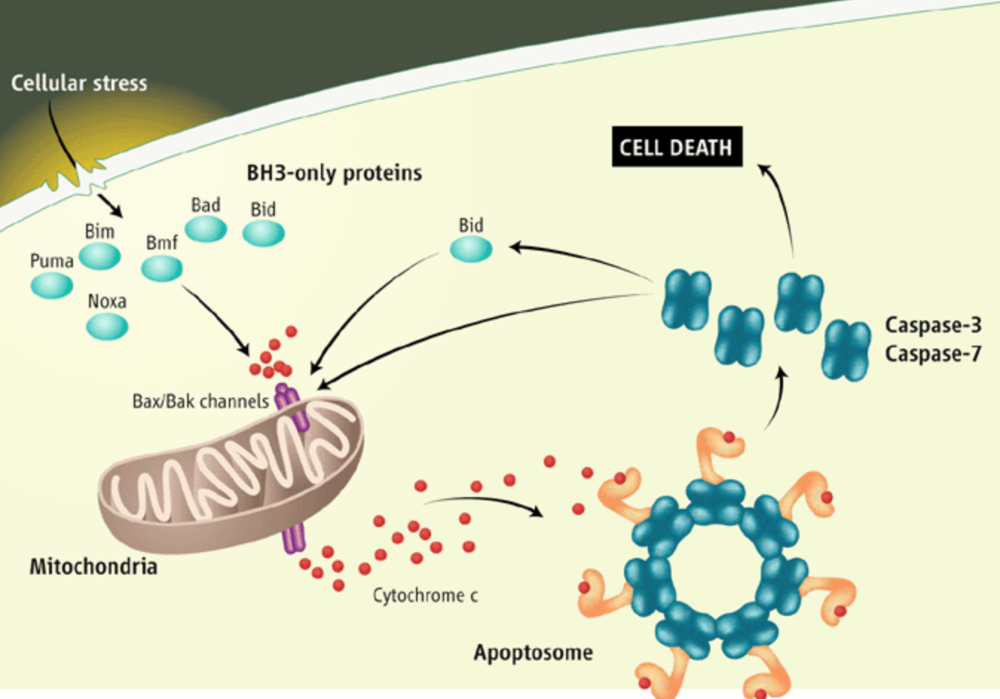 Cellular stress
CELL DEATH
BH3-only proteins
Bad
Bid
Bim
Bmf
Puma
Noxa
Bid
Caspase-3
Caspase-7
Bax/Bak channels
Mitochondria
Cytochrome c
Apoptosome